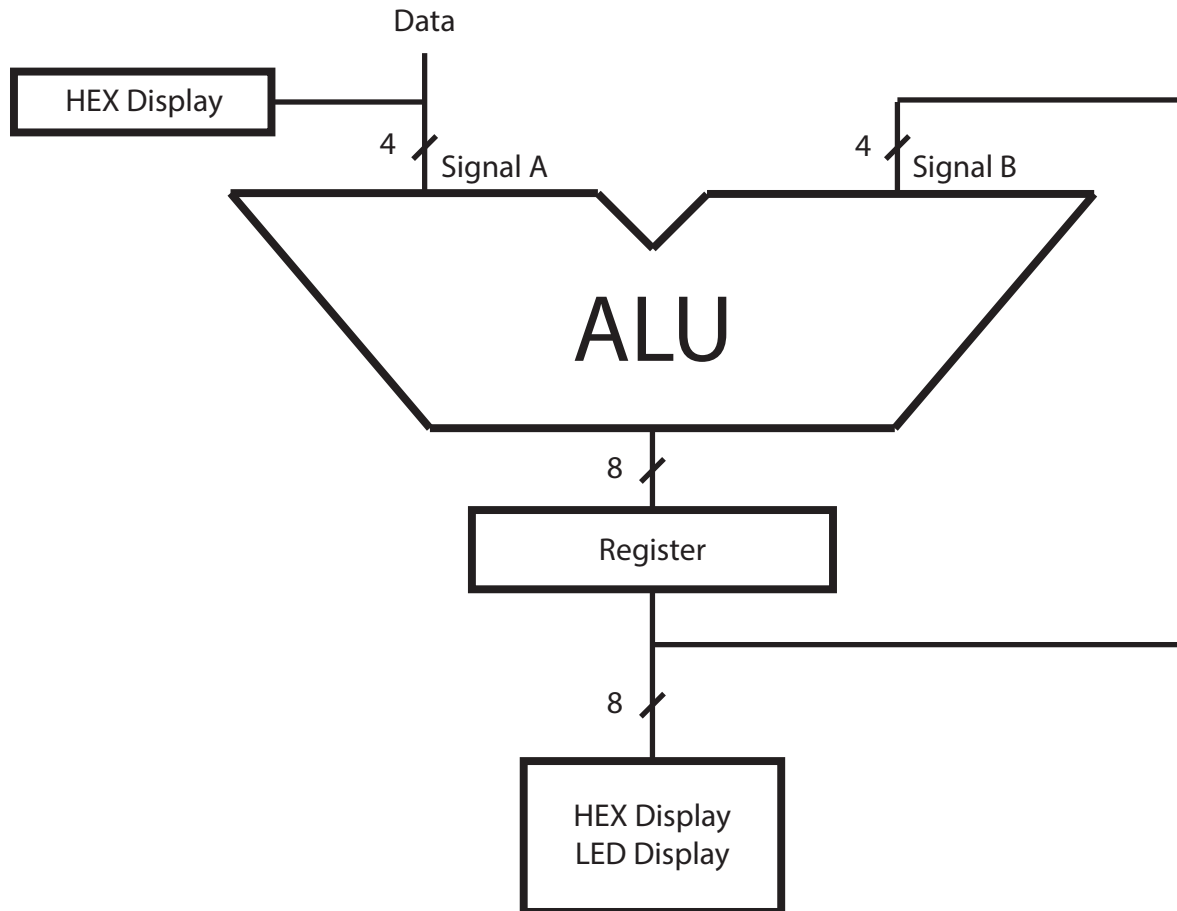 Data
HEX Display
4
Signal A
4
Signal B
ALU
8
Register
8
HEX Display
LED Display